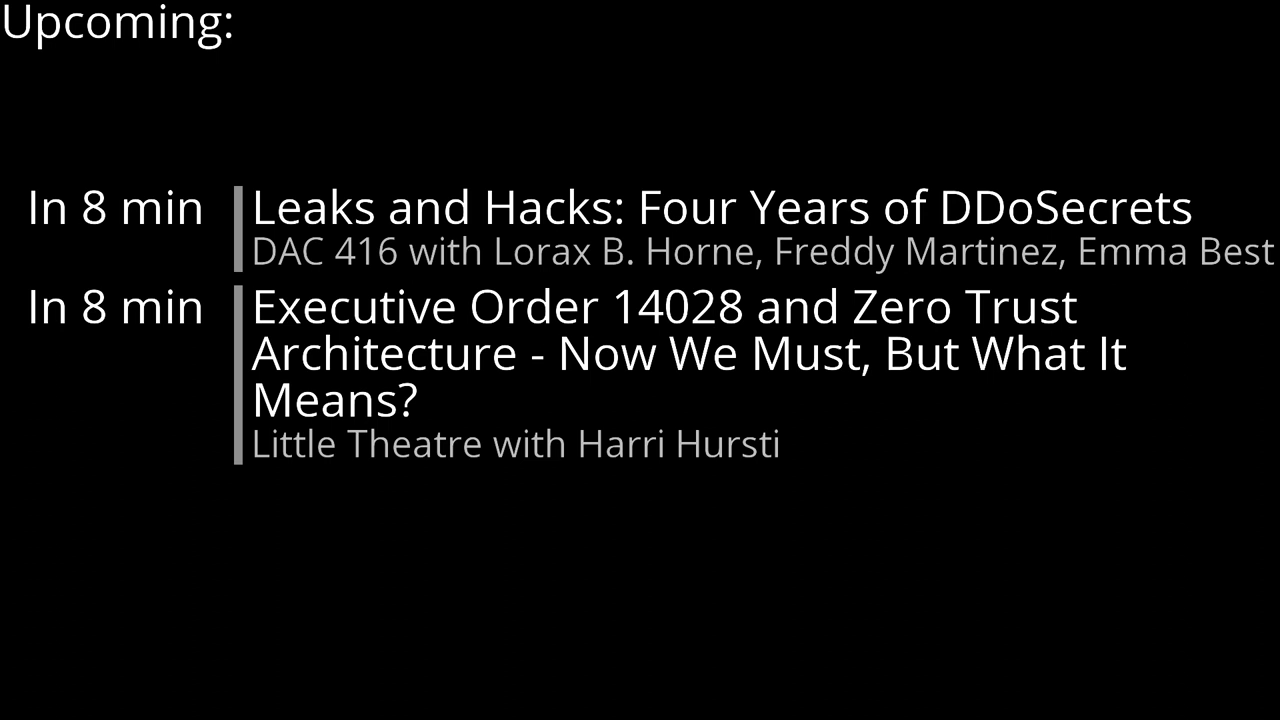 Upcoming:
In 8 min
Leaks and Hacks: Four Years of DDoSecrets
DAC 416 with Lorax B. Horne, Freddy Martinez, Emma Best
In 8 min
Executive Order 14028 and Zero Trust
Architecture - Now We Must, But What It
Means?
Little Theatre with Harri Hursti